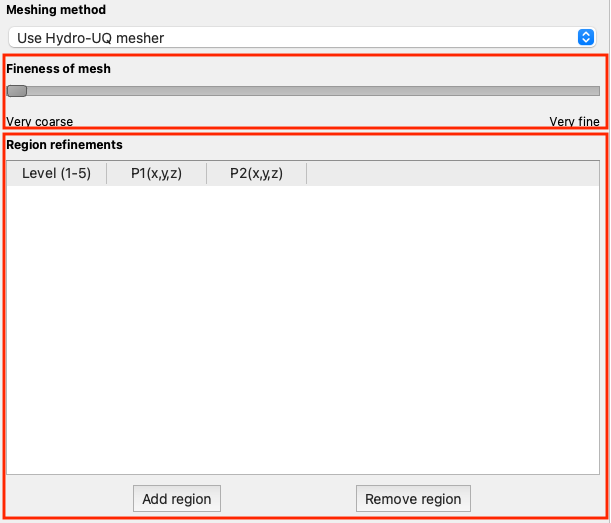 Meshing method
Use Hydro-UQ mesher
Fineness of mesh
Very coarse Very fine
Region refinements
Level (1-5) P1(x,y,z) P2(x,y,z)
Add region Remove region